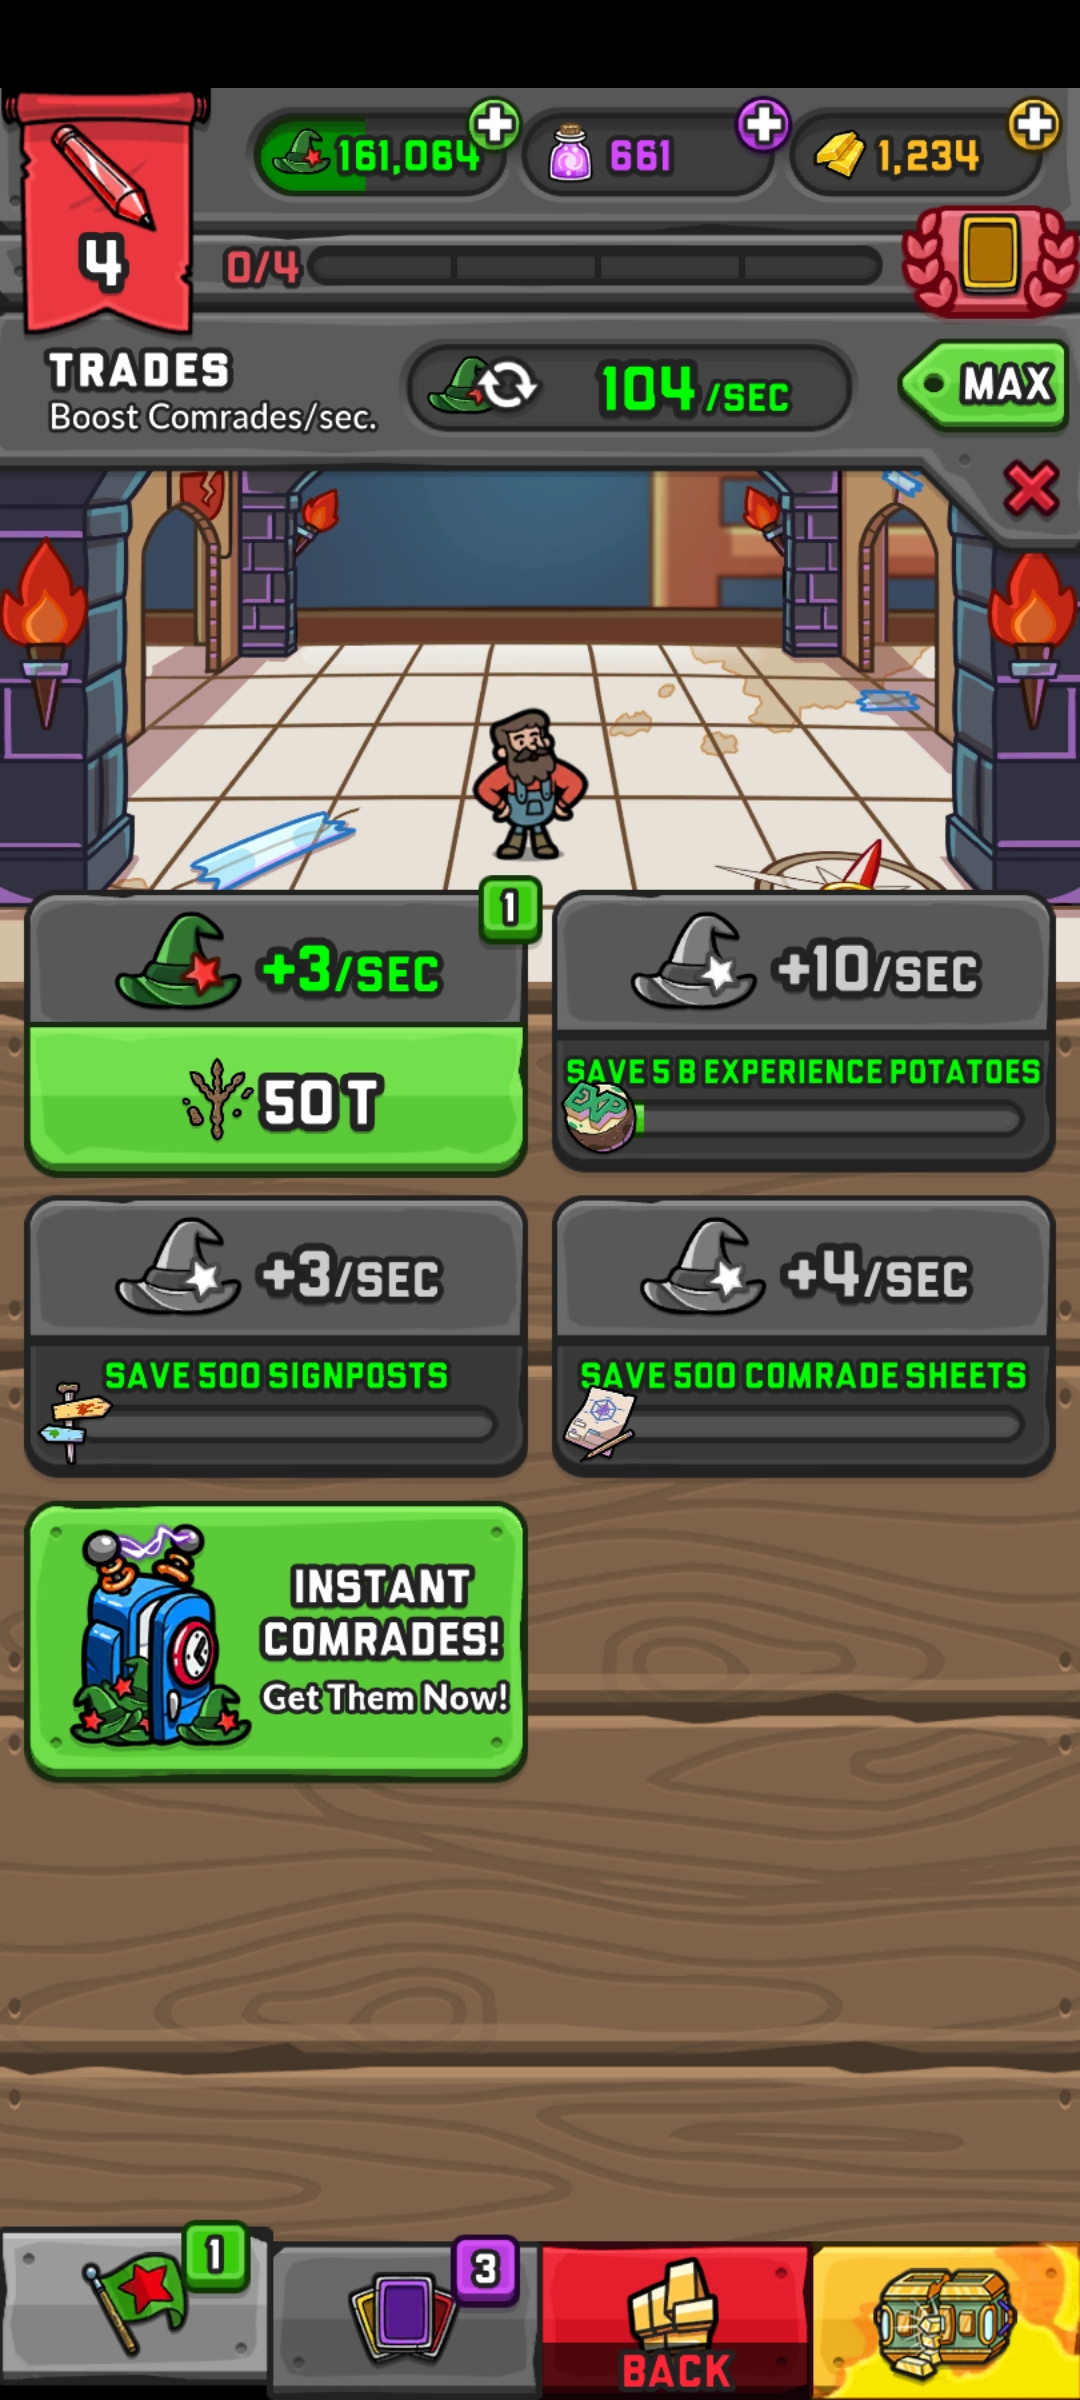 161,064
661
1,234
4
0/4
TRADES
Boost Comrades/sec.
104/SEC
MAX
1
+3/SEC
50T
+10/SEC
SAVE 5 B EXPERIENCE POTATOES
EXP
+3/SEC
SAVE 500 SIGNPOSTS
+4/SEC
SAVE 500 COMRADE SHEETS
INSTANT
COMRADES!
Get Them Now!
1
3
BACK